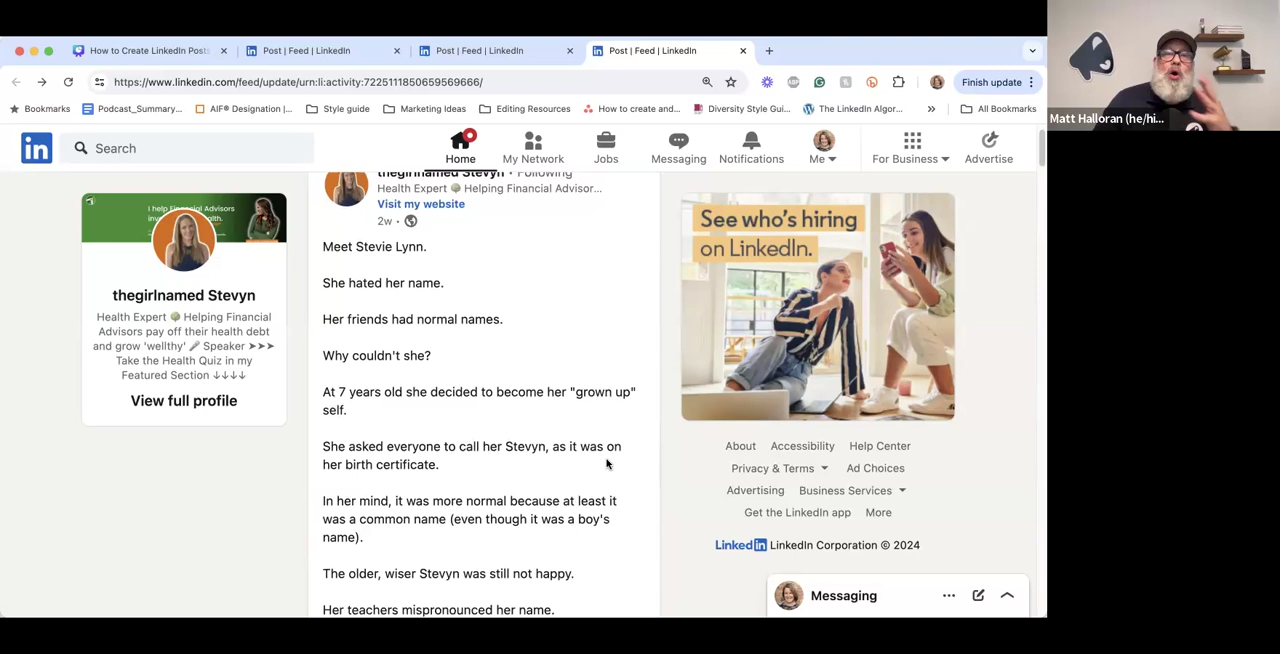 How to Create LinkedIn Posts
Post | Feed | LinkedIn
Post | Feed | LinkedIn
Post | Feed | LinkedIn
https://www.linkedin.com/feed/update/urn:li:activity:7225111850659569666/
Finish update
Bookmarks
Podcast_Summary...
AIF® Designation |...
Style guide
Marketing Ideas
Editing Resources
How to create and...
Diversity Style Gui...
The LinkedIn Algor...
»
All Bookmarks
in
Search
Home
My Network
Jobs
Messaging
Notifications
Me
For Business
Advertise
I help Financial Advisors
thegirlnamed Stevyn
Health Expert Helping Financial
Advisors pay off their health debt
and grow 'wellthy' Speaker ➤➤➤
Take the Health Quiz in my
Featured Section ↓↓↓↓
View full profile
thegirlnamed Stevyn • Following
Health Expert Helping Financial Advisor...
Visit my website
2w •
Meet Stevie Lynn.
She hated her name.
Her friends had normal names.
Why couldn't she?
At 7 years old she decided to become her "grown up"
self.
She asked everyone to call her Stevyn, as it was on
her birth certificate.
In her mind, it was more normal because at least it
was a common name (even though it was a boy's
name).
The older, wiser Stevyn was still not happy.
Her teachers mispronounced her name.
See who's hiring
on LinkedIn.
About Accessibility Help Center
Privacy & Terms Ad Choices
Advertising Business Services
Get the LinkedIn app More
LinkedIn LinkedIn Corporation © 2024
Messaging
Matt Halloran (he/hi...